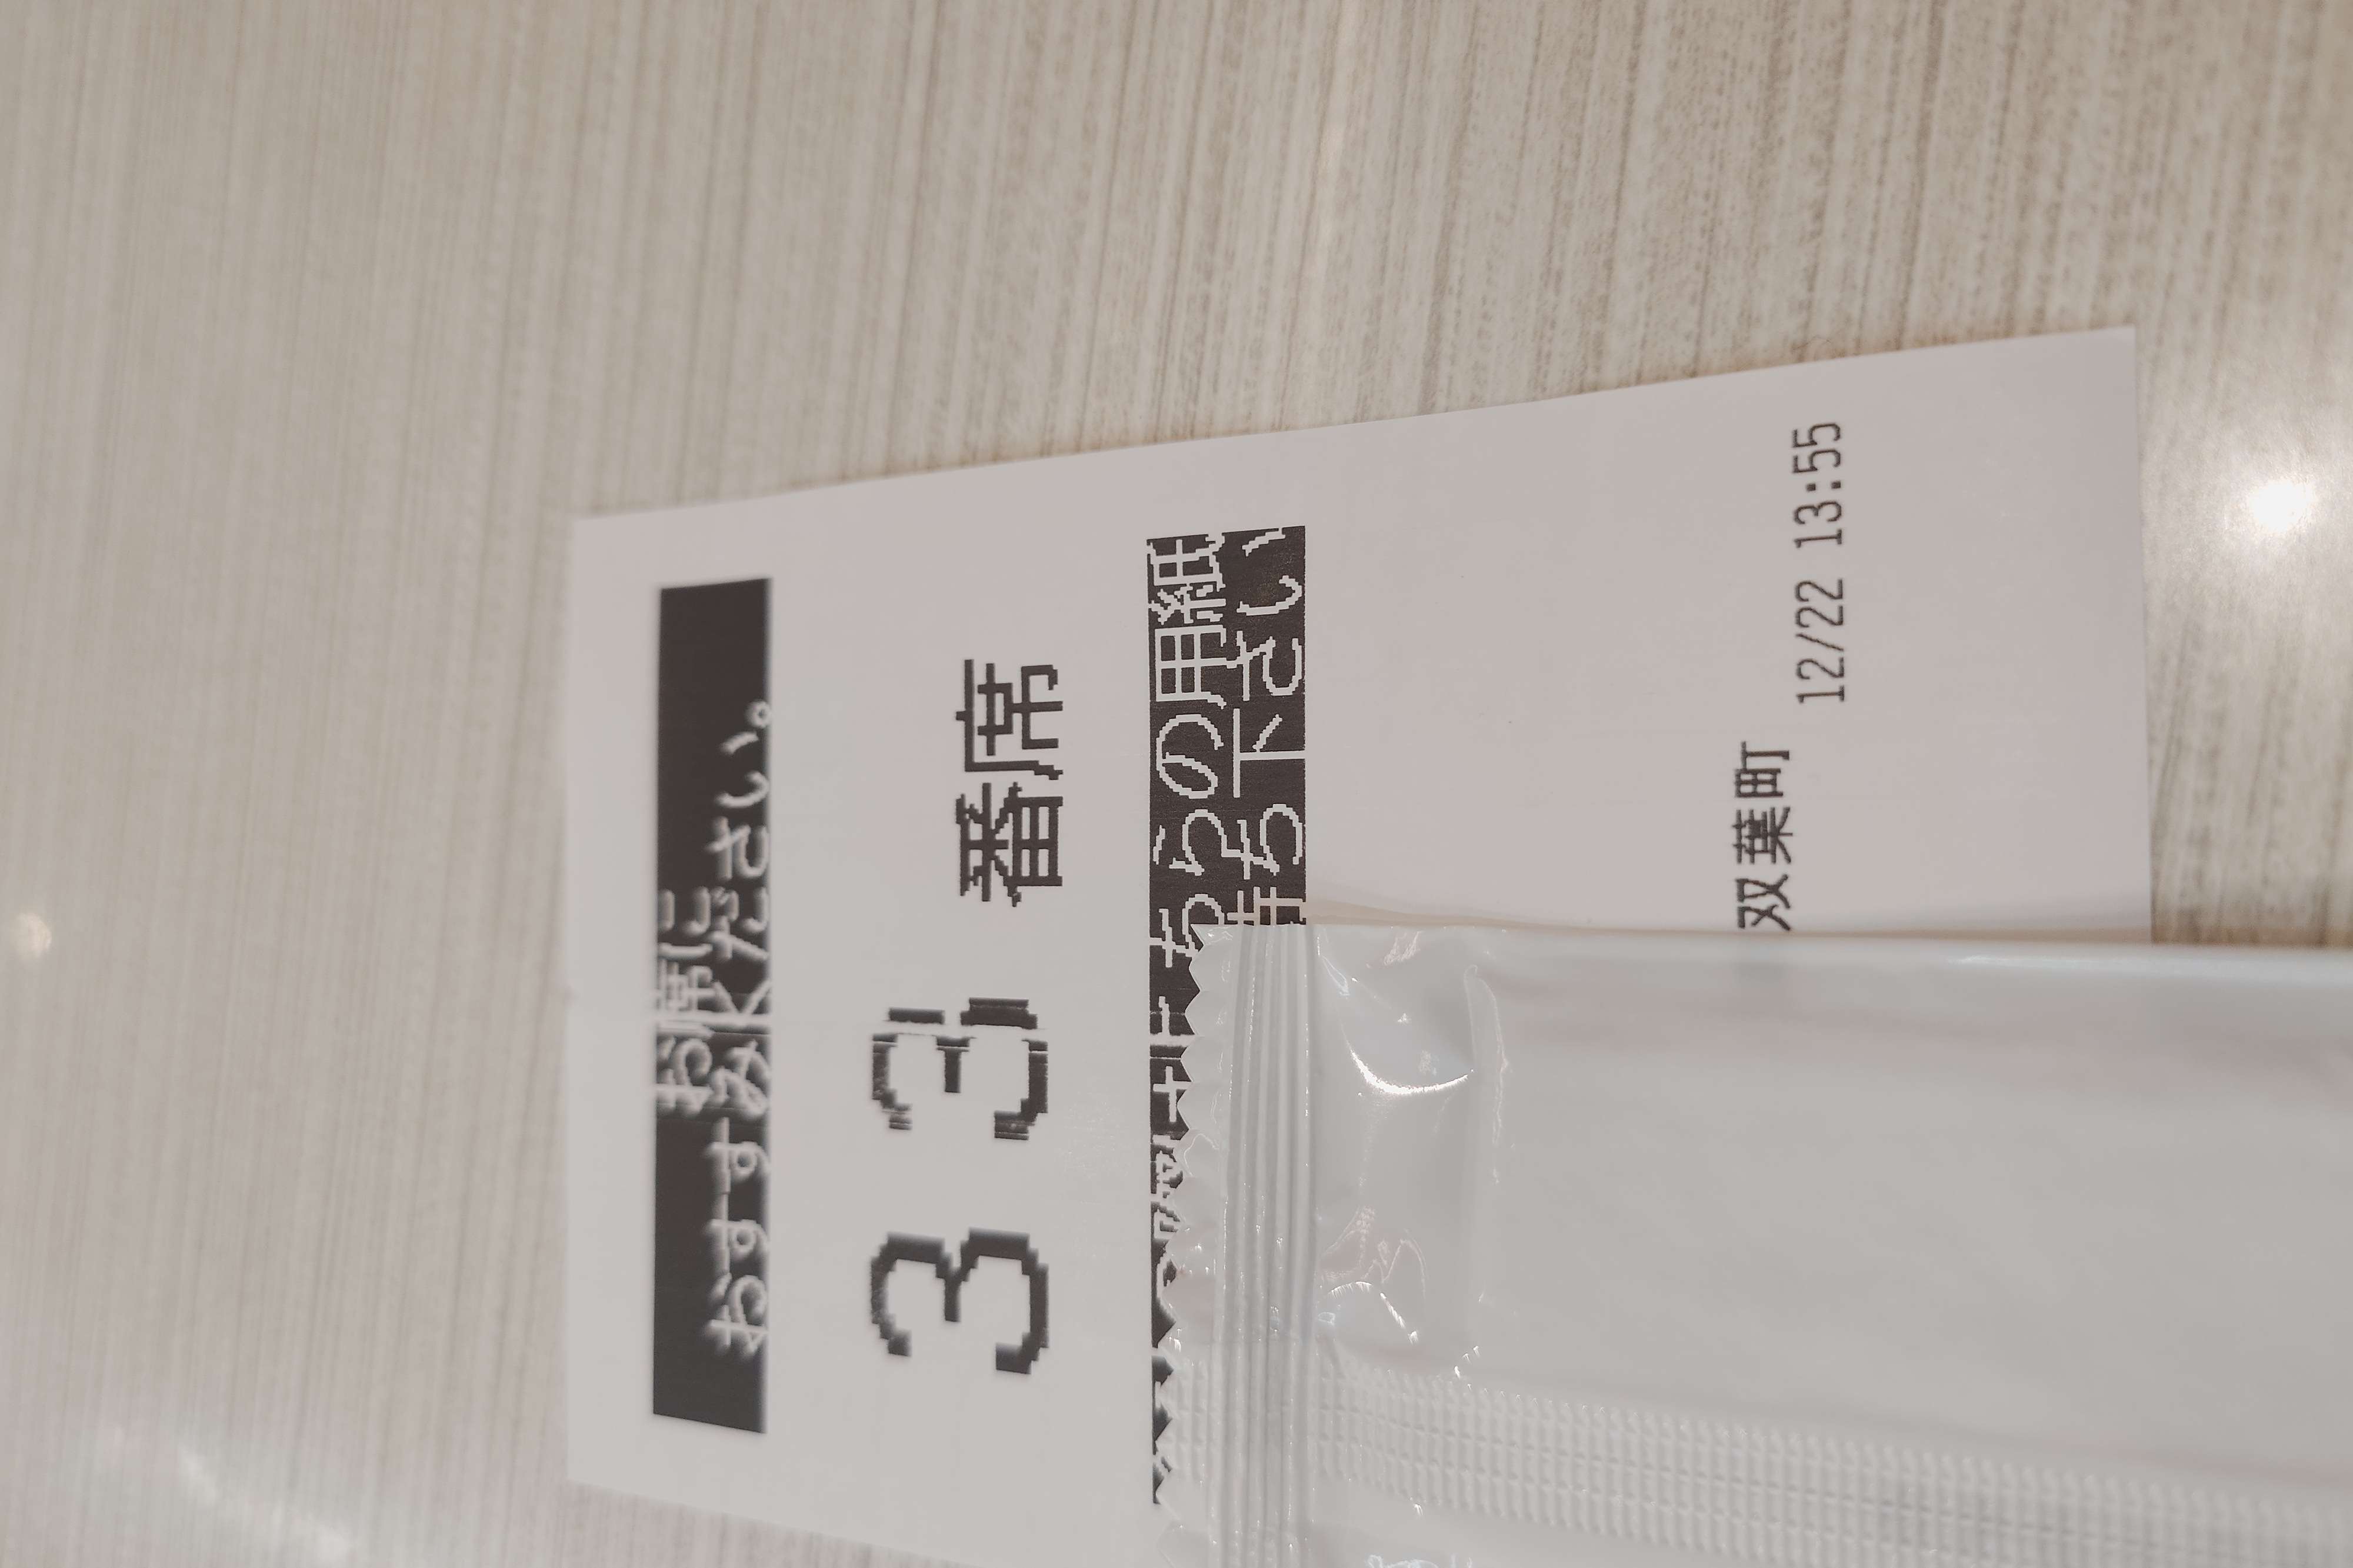 お席に
おすすみください。
33 番席
ちらの用紙
持ち下さい
双葉町
12/22 13:55